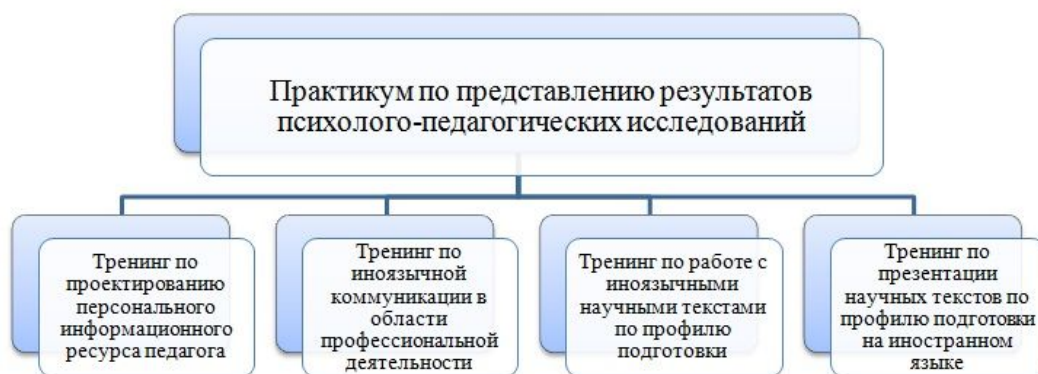 Практикум по представлению результатов
психолого-педагогических исследований
Тренинг по
проектированию
персонального
информационного
ресурса педагога
Тренинг по
иноязычной
коммуникации в
области
профессиональной
деятельности
Тренинг по работе с
иноязычными
научными текстами
по профилю
подготовки
Тренинг по
презентации
научных текстов по
профилю подготовки
на иностранном
языке